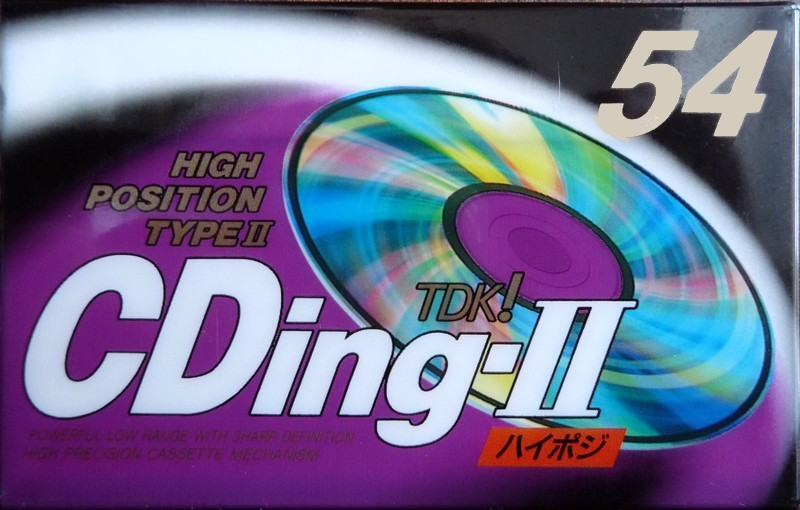 54
HIGH
POSITION
TYPE II
TDK!
CDing-II
POWERFUL LOW RANGE WITH SHARP DEFINITION
HIGH PRECISION CASSETTE MECHANISM
ハイポジ